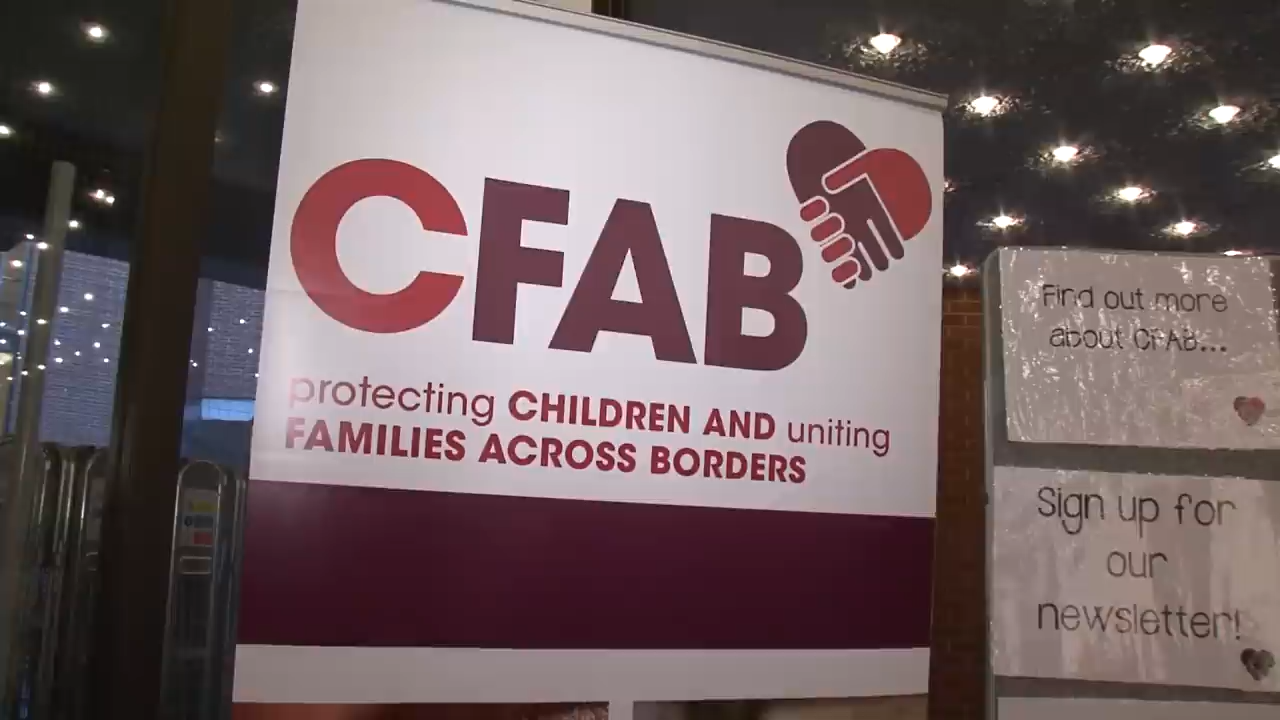 CFAB
protecting CHILDREN AND uniting
FAMILIES ACROSS BORDERS
Find out more
about CFAB...
Sign up for
our
newsletter!